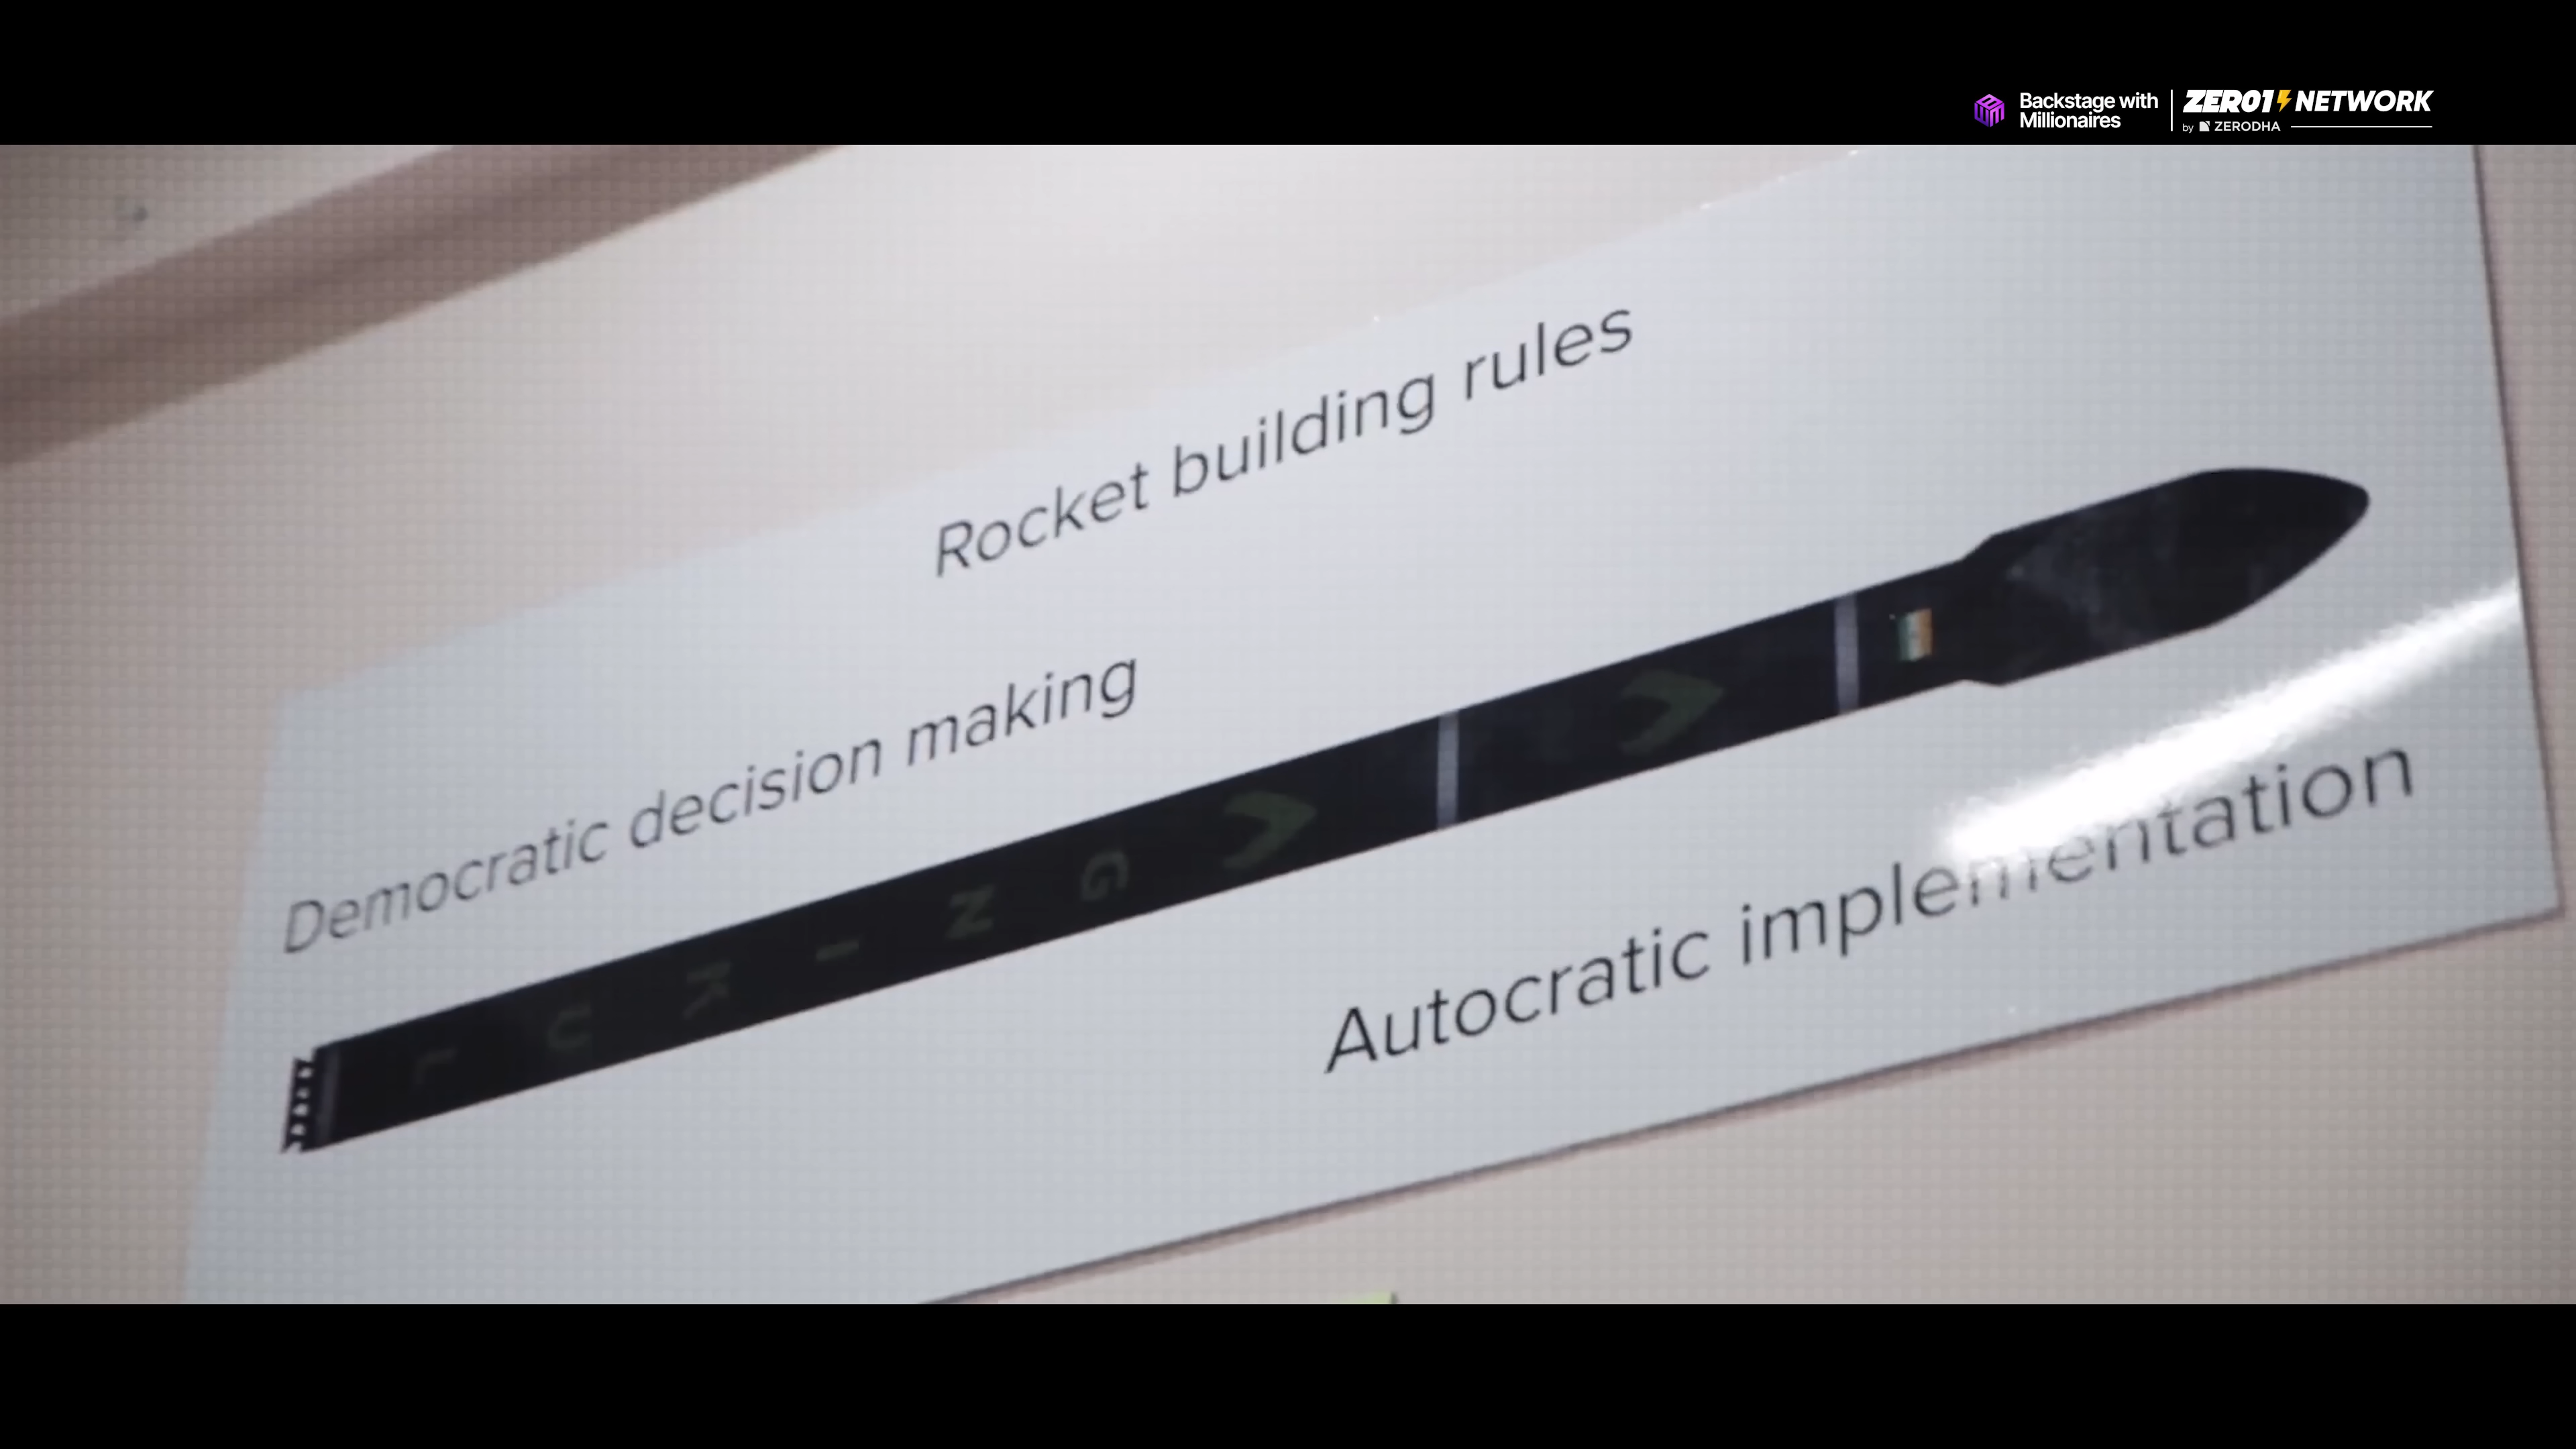 Backstage with
Millionaires
ZERO1 NETWORK
by ZERODHA
Rocket building rules
Democratic decision making
L U K I N G
Autocratic implementation